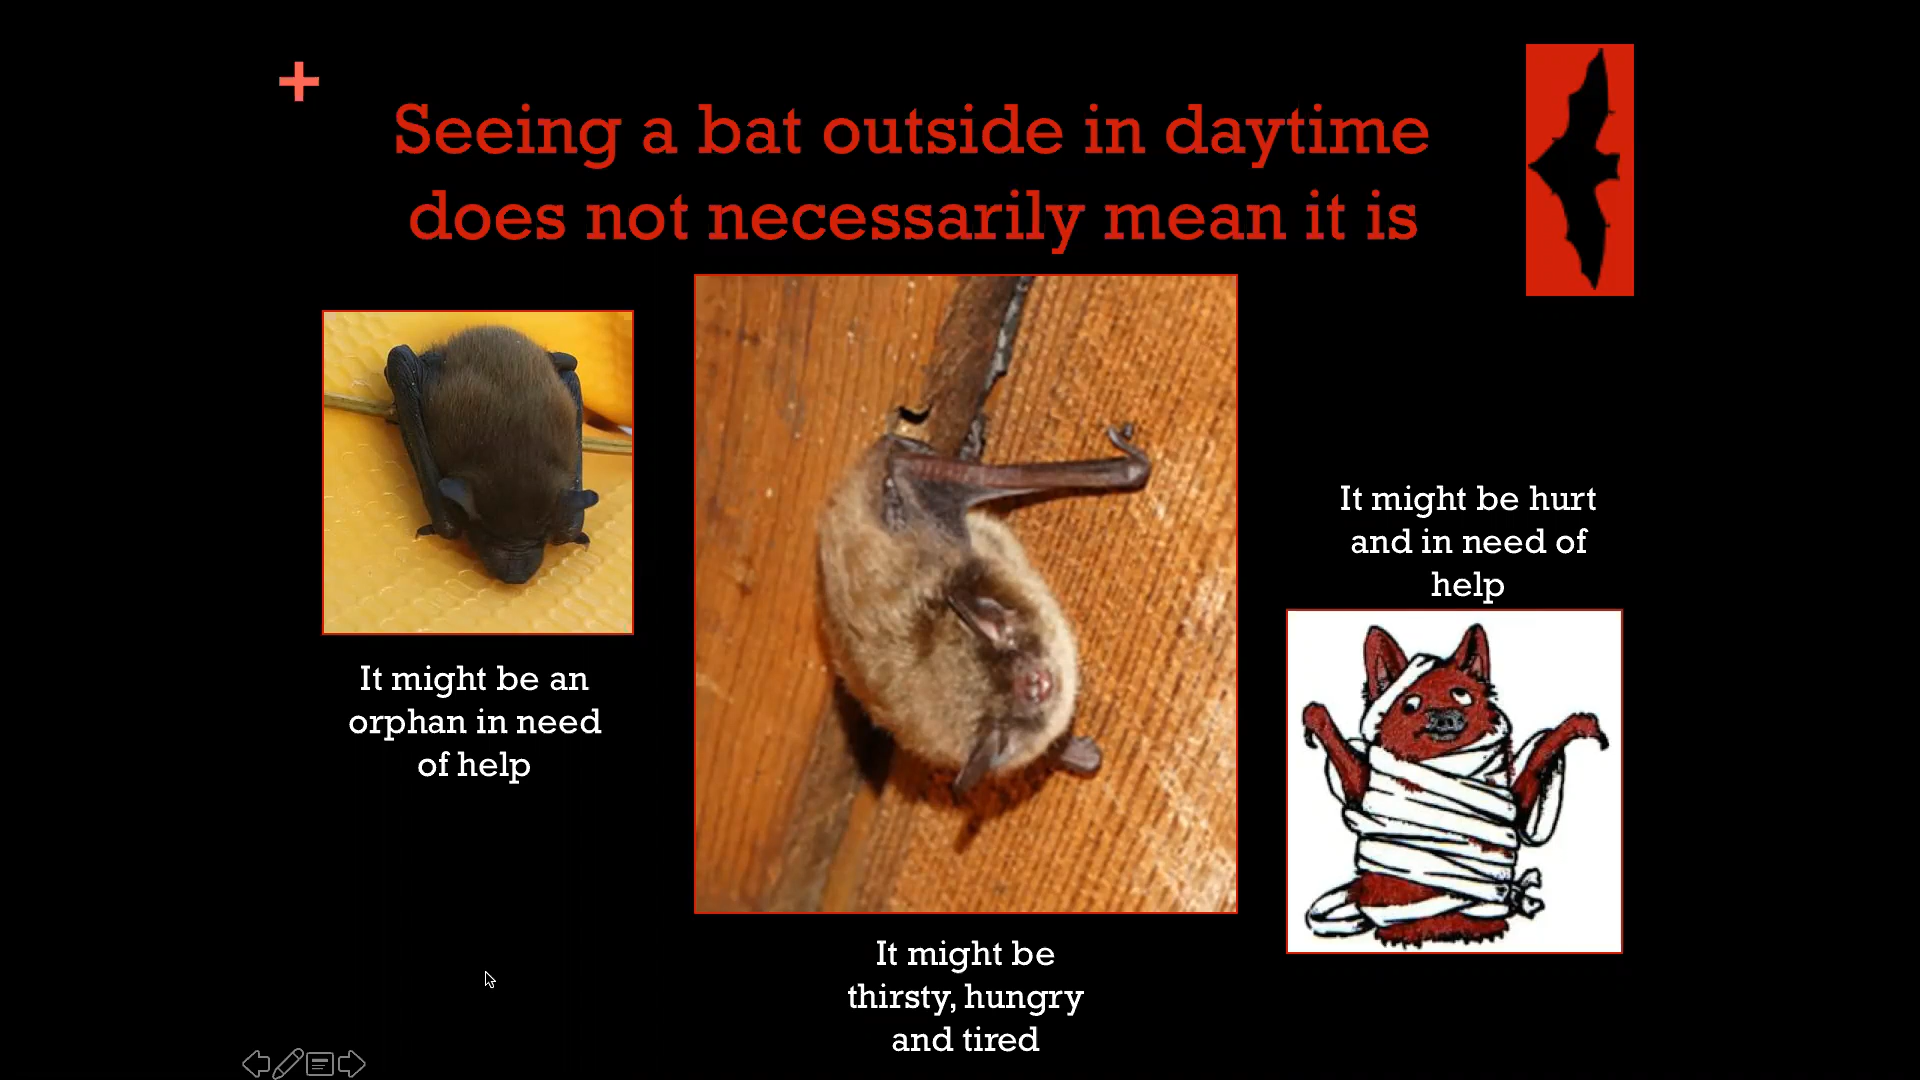 Seeing a bat outside in daytime
does not necessarily mean it is
It might be an
orphan in need
of help
It might be
thirsty, hungry
and tired
It might be hurt
and in need of
help